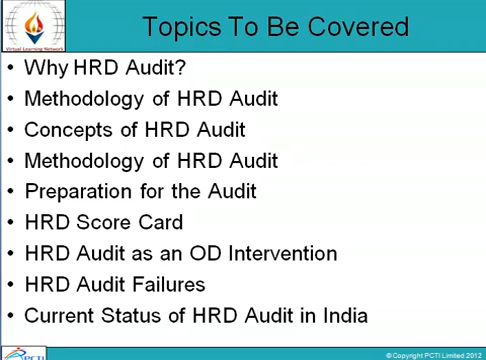 Topics To Be Covered
Virtual Learning Network
• Why HRD Audit?
• Methodology of HRD Audit
• Concepts of HRD Audit
• Methodology of HRD Audit
• Preparation for the Audit
• HRD Score Card
• HRD Audit as an OD Intervention
• HRD Audit Failures
• Current Status of HRD Audit in India
PCTI
©Copyright PCTI Limited 2012